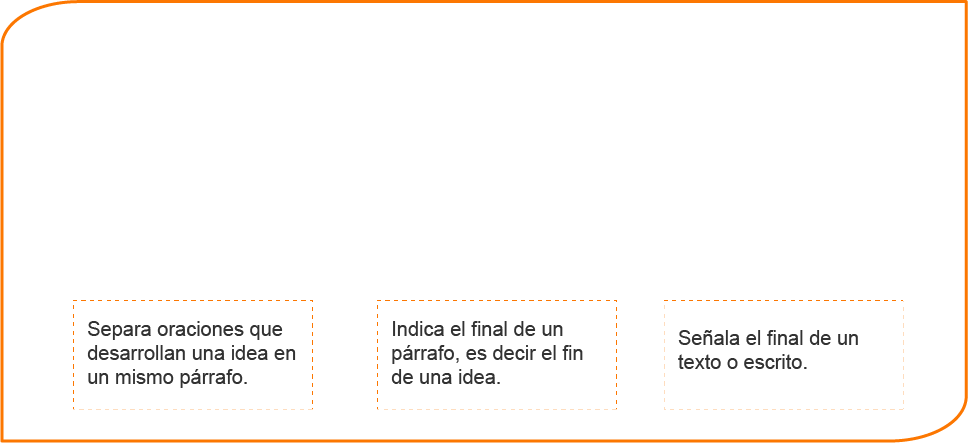 Separa oraciones que
desarrollan una idea en
un mismo párrafo.
Indica el final de un
párrafo, es decir el fin
de una idea.
Señala el final de un
texto o escrito.